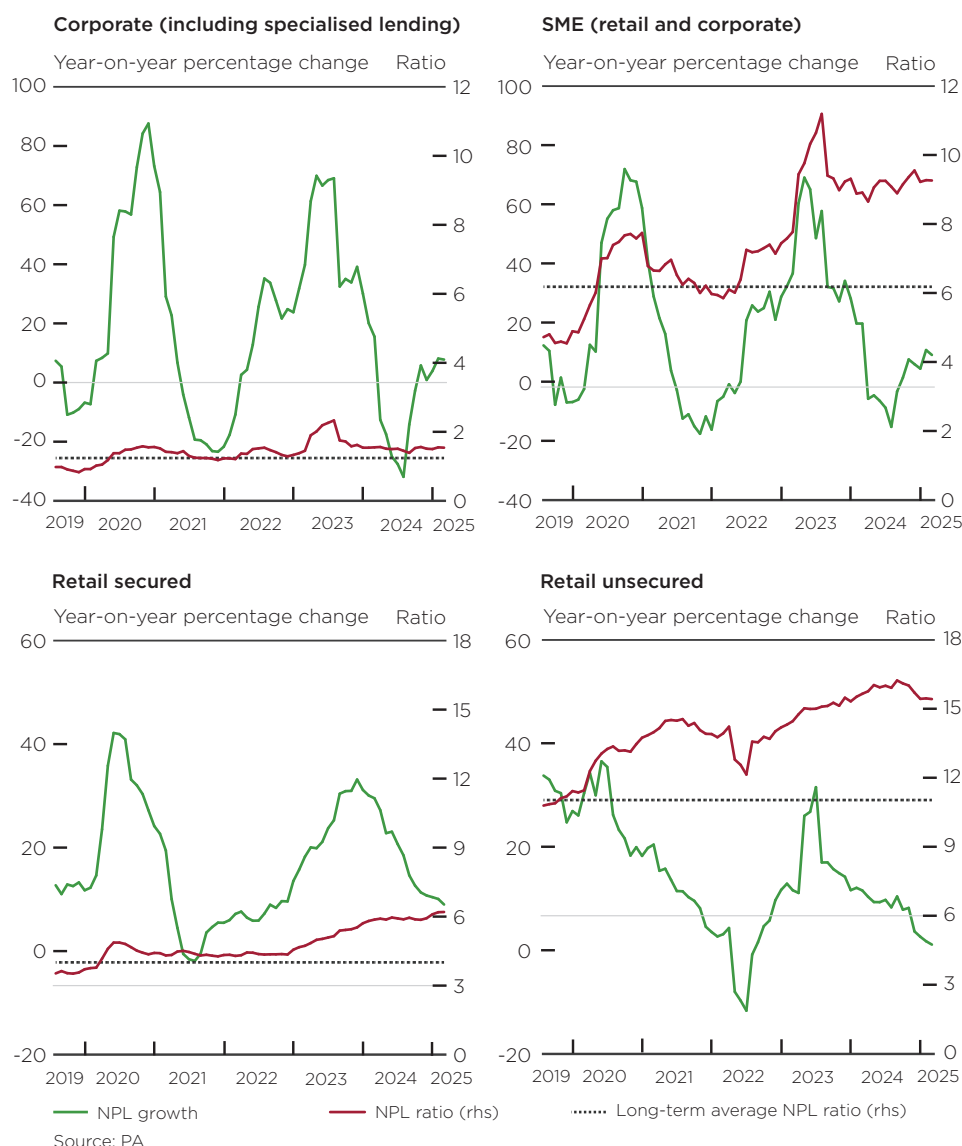 Corporate (including specialised lending)
Year-on-year percentage change Ratio
100 12
80 10
60 8
40 6
20 4
0
-20 2
-40 0
2019 2020 2021 2022 2023 2024 2025
SME (retail and corporate)
Year-on-year percentage change Ratio
100 12
80 10
60 8
40 6
20 4
0
-20 2
-40 0
2019 2020 2021 2022 2023 2024 2025
Retail secured
Year-on-year percentage change Ratio
60 18
15
40 12
9
20 6
0 3
-20 0
2019 2020 2021 2022 2023 2024 2025
Retail unsecured
Year-on-year percentage change Ratio
60 18
15
40 12
9
20 6
0 3
-20 0
2019 2020 2021 2022 2023 2024 2025
NPL growth NPL ratio (rhs) Long-term average NPL ratio (rhs)
Source: PA